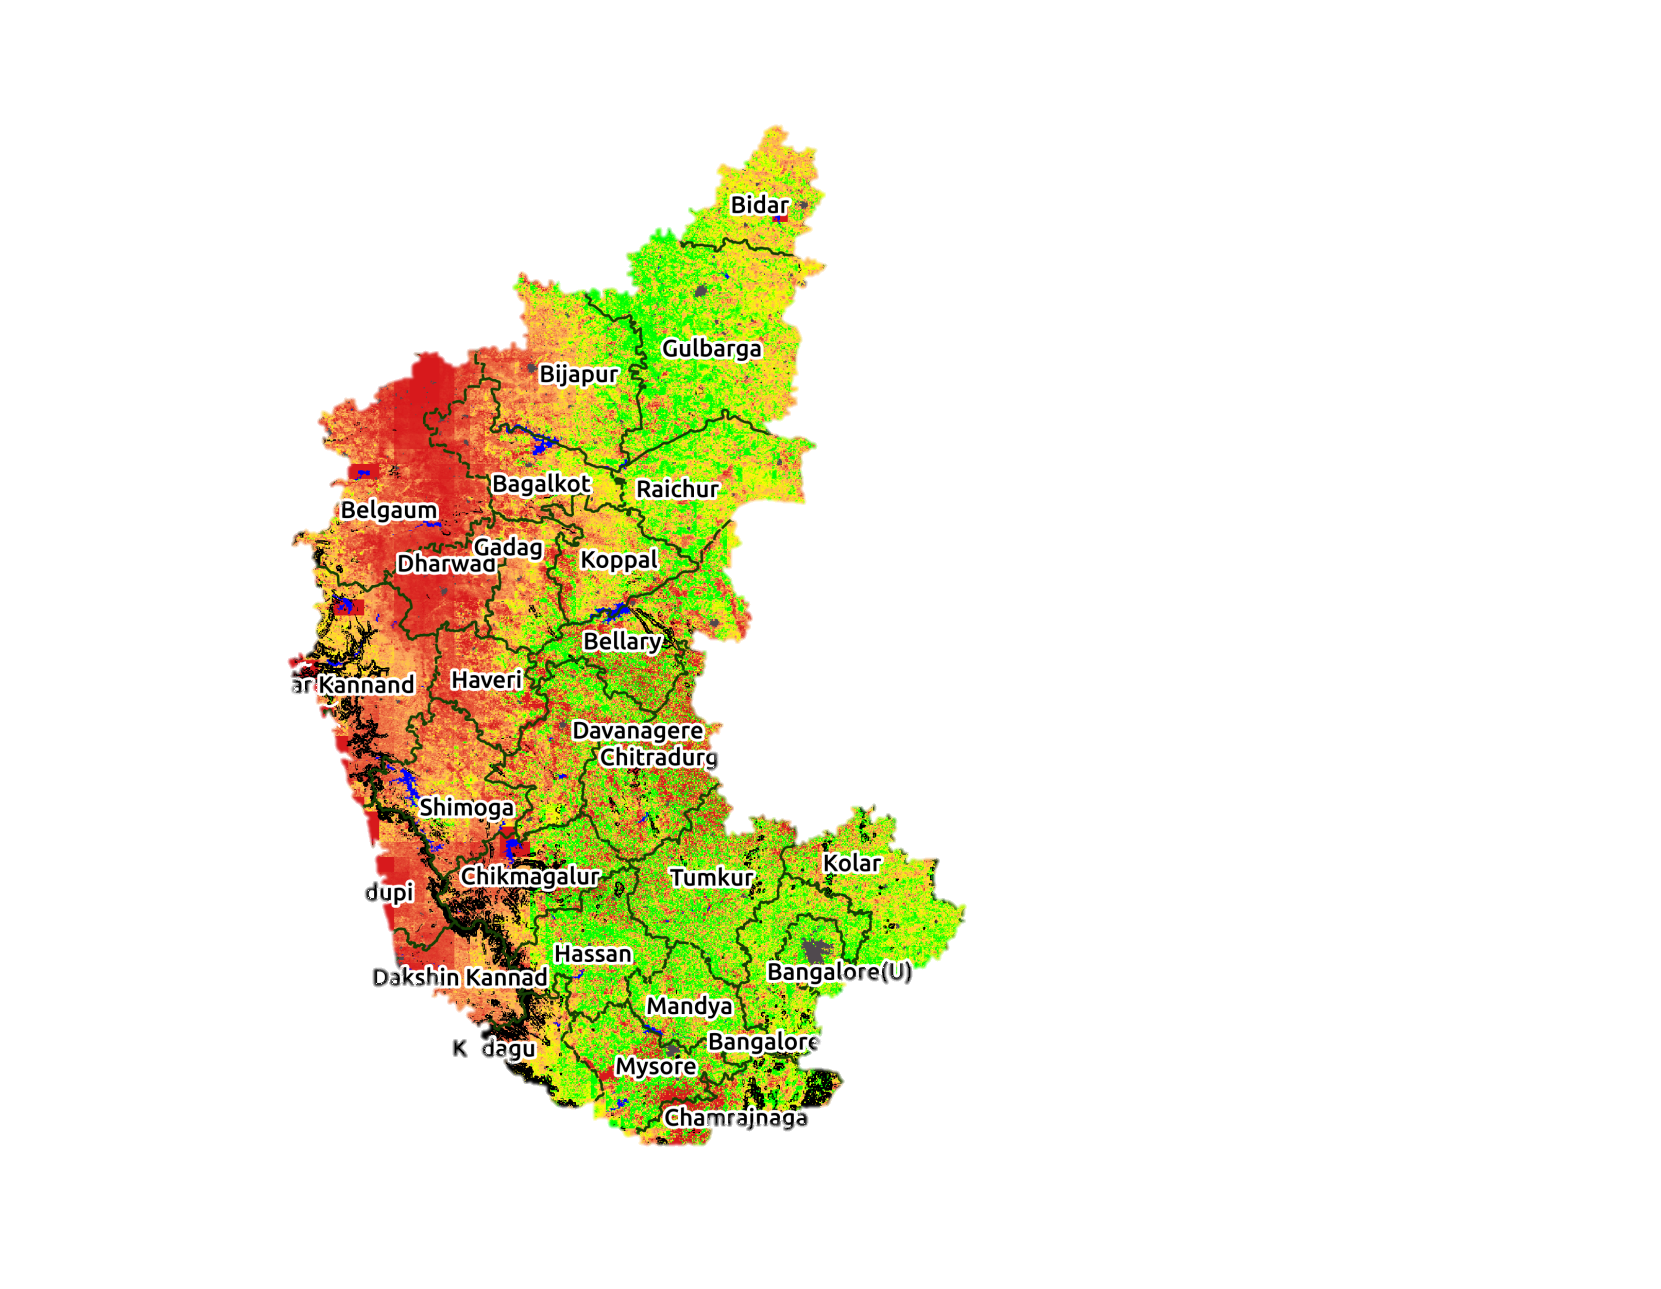 Bidar
Gulbarga
Bijapur
Bagalkot
Raichur
Belgaum
Gadag
Dharwad
Koppal
Bellary
Haveri
ar Kannand
Davanagere
Chitradurg
Shimoga
Kolar
Chikmagalur
Tumkur
dupi
Hassan
Bangalore(U)
Dakshin Kannad
Mandya
Bangalore
K dagu
Mysore
Chamrajnaga